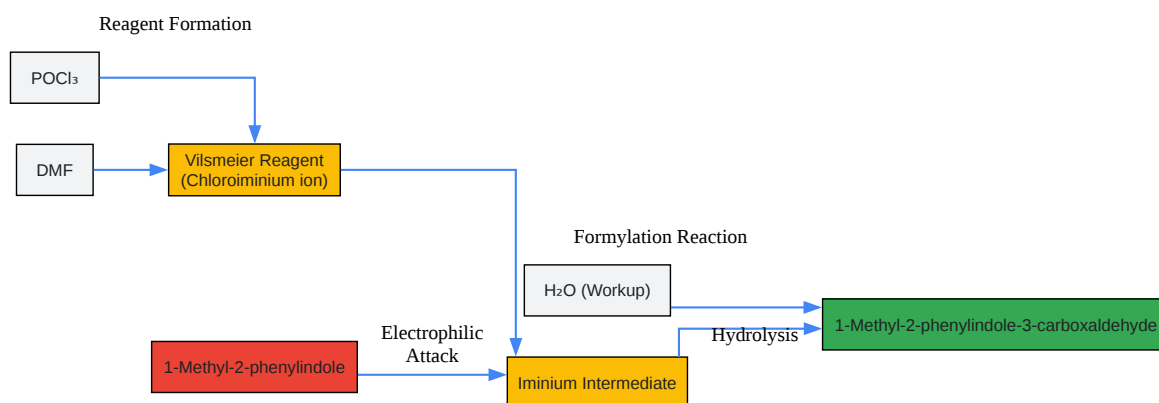 Reagent Formation
POCl₃
DMF
Vilsmeier Reagent
(Chloroiminium ion)
Formylation Reaction
H₂O (Workup)
1-Methyl-2-phenylindole-3-carboxaldehyde
Electrophilic
Attack
Hydrolysis
1-Methyl-2-phenylindole
Iminium Intermediate